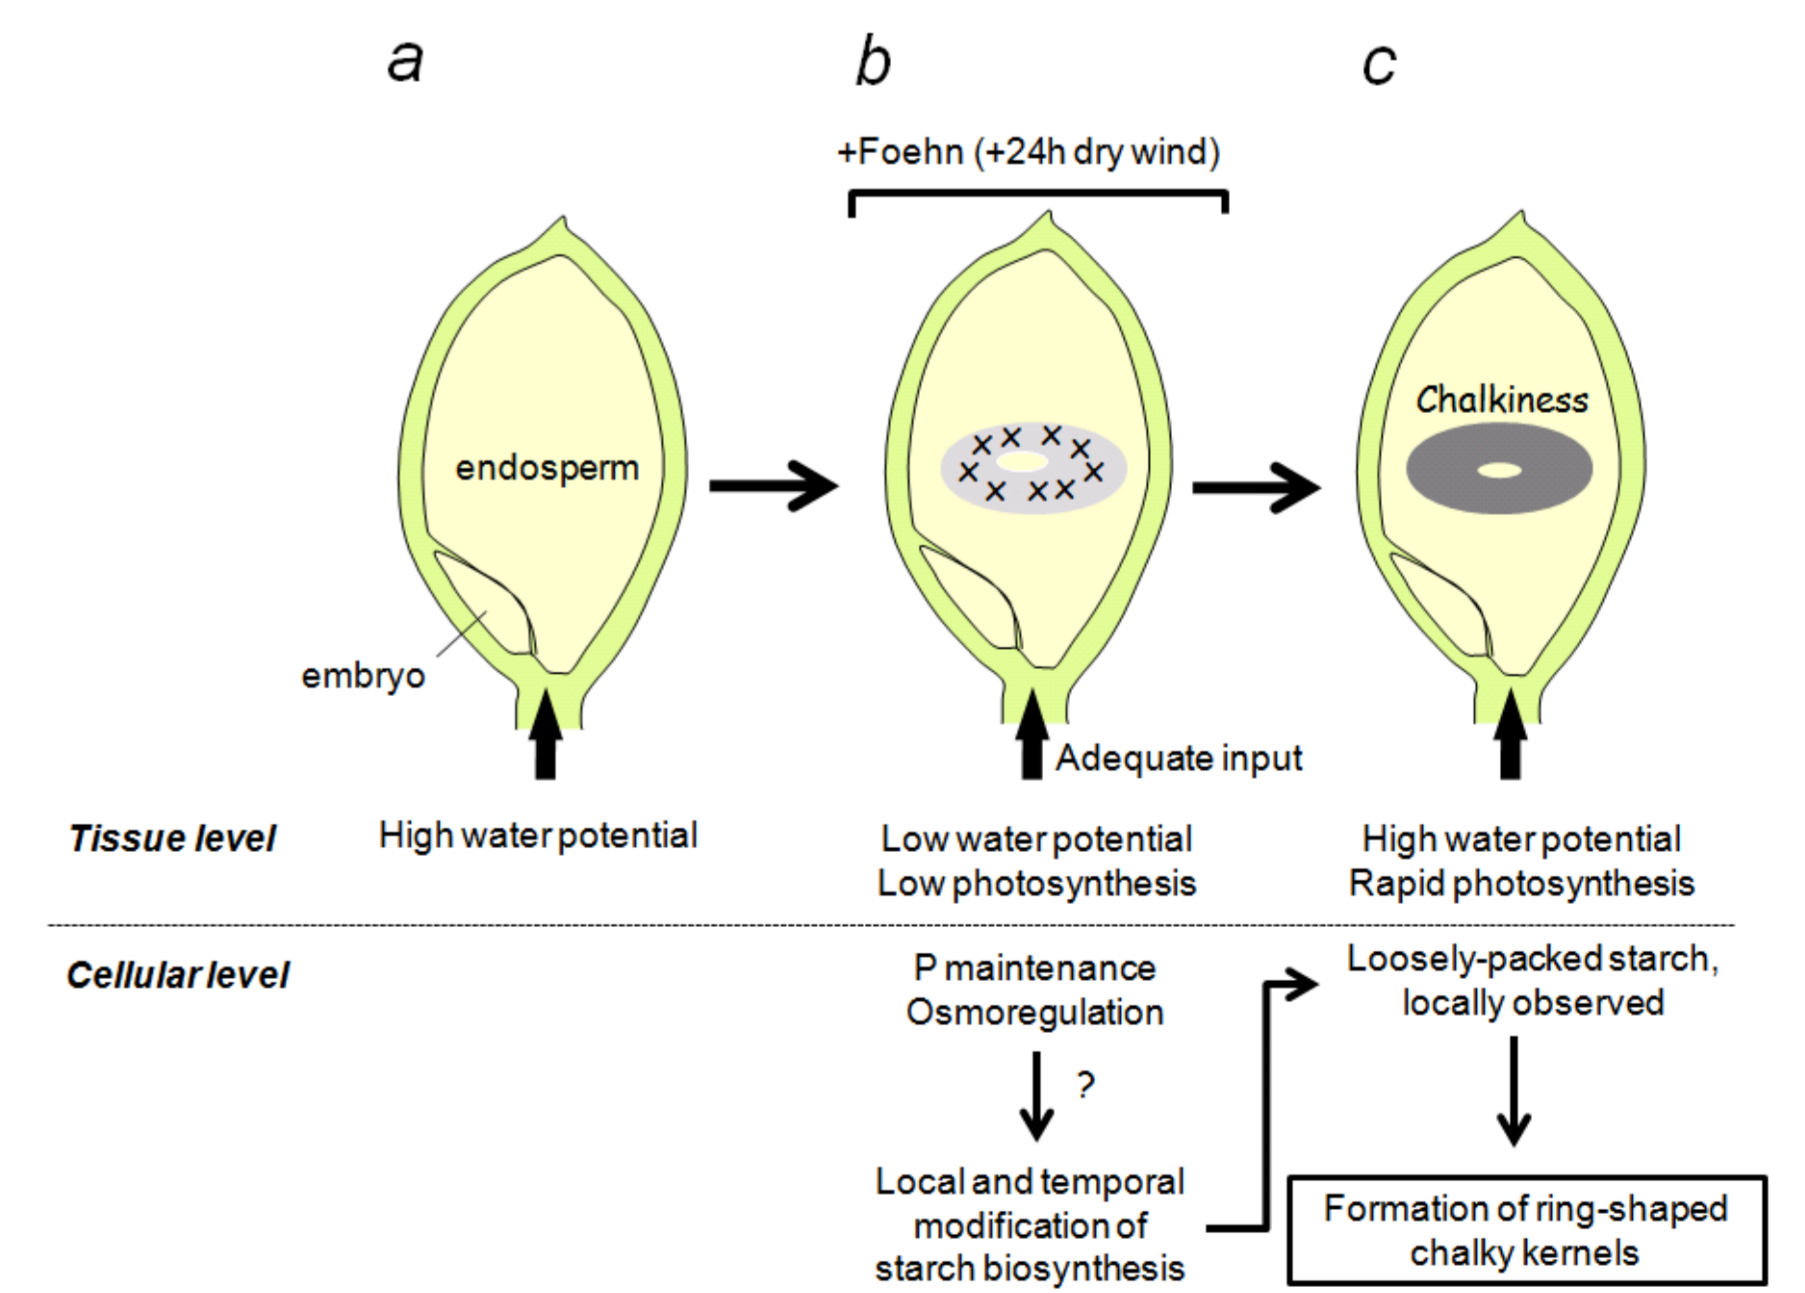 a
b
c
+Foehn (+24h dry wind)
endosperm
Chalkiness
embryo
Adequate input
Tissue level
High water potential
Low water potential
Low photosynthesis
High water potential
Rapid photosynthesis
Cellular level
P maintenance
Osmoregulation
?
Local and temporal
modification of
starch biosynthesis
Loosely-packed starch,
locally observed
Formation of ring-shaped
chalky kernels